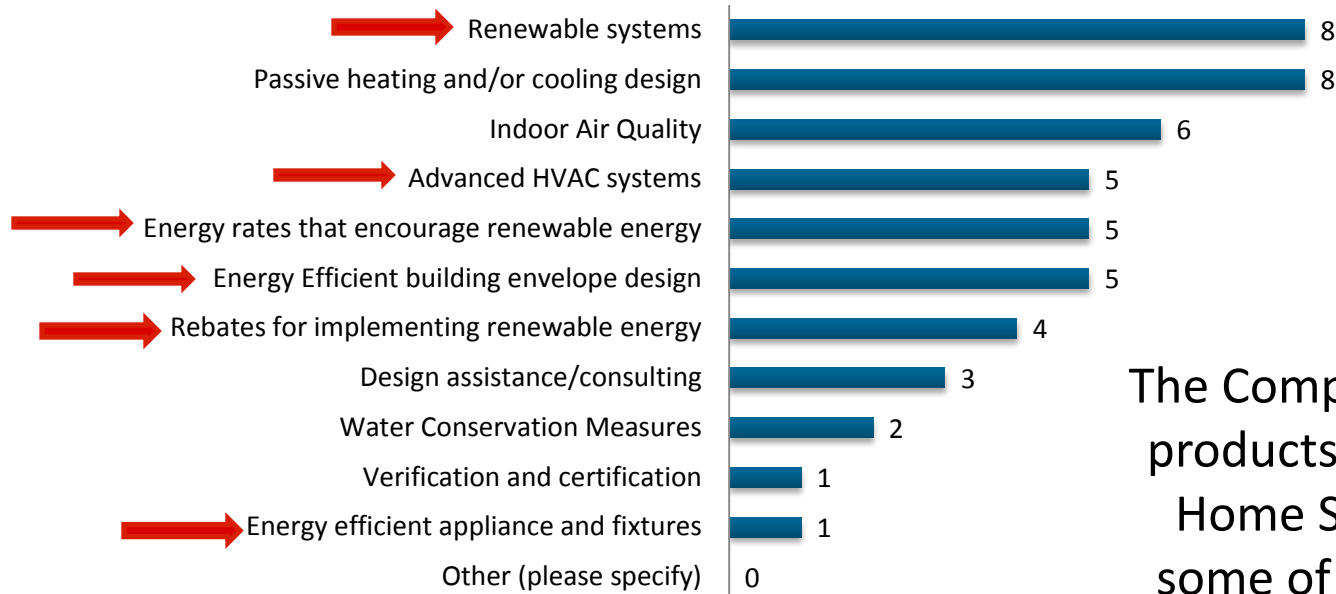 Renewable systems 8
Passive heating and/or cooling design 8
Indoor Air Quality 6
Advanced HVAC systems 5
Energy rates that encourage renewable energy 5
Energy Efficient building envelope design 5
Rebates for implementing renewable energy 4
Design assistance/consulting 3
Water Conservation Measures 2
Verification and certification 1
Energy efficient appliance and fixtures 1
Other (please specify) 0
The
products
Home
some of